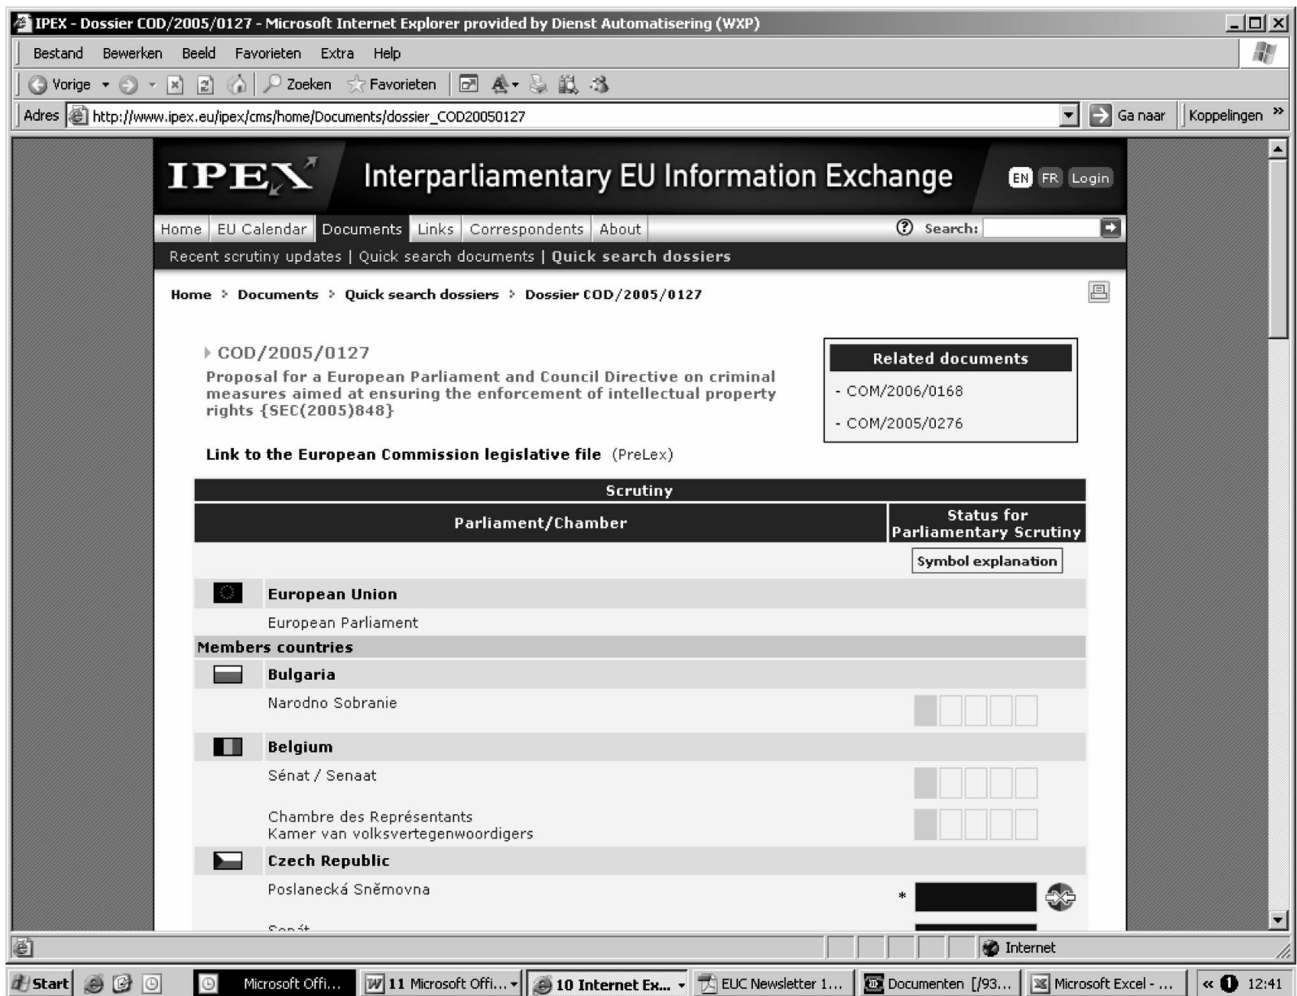 IPEX - Dossier COD/2005/0127 - Microsoft Internet Explorer provided by Dienst Automatisering (WXP)
Bestand Bewerken Beeld Favorieten Extra Help
Vorige Zoeken Favorieten
Adres http://www.ipex.eu/ipex/cms/home/Documents/dossier_COD20050127 Ga naar Koppelingen »
IPEX Interparliamentary EU Information Exchange EN FR Login
Home EU Calendar Documents Links Correspondents About ? Search:
Recent scrutiny updates | Quick search documents | Quick search dossiers
Home > Documents > Quick search dossiers > Dossier COD/2005/0127
COD/2005/0127
Proposal for a European Parliament and Council Directive on criminal
measures aimed at ensuring the enforcement of intellectual property
rights {SEC(2005)848}
Related documents
- COM/2006/0168
- COM/2005/0276
Link to the European Commission legislative file (PreLex)
Scrutiny
Parliament/Chamber
Status for
Parliamentary Scrutiny
Symbol explanation
European Union
European Parliament
Members countries
Bulgaria
Narodno Sobranie
Belgium
Sénat / Senaat
Chambre des Représentants
Kamer van volksvertegenwoordigers
Czech Republic
Poslanecká Sněmovna *
Senát
Internet
Start Microsoft Offi... 11 Microsoft Offi... 10 Internet Ex... EUC Newsletter 1... Documenten [/93... Microsoft Excel - ... « 12:41